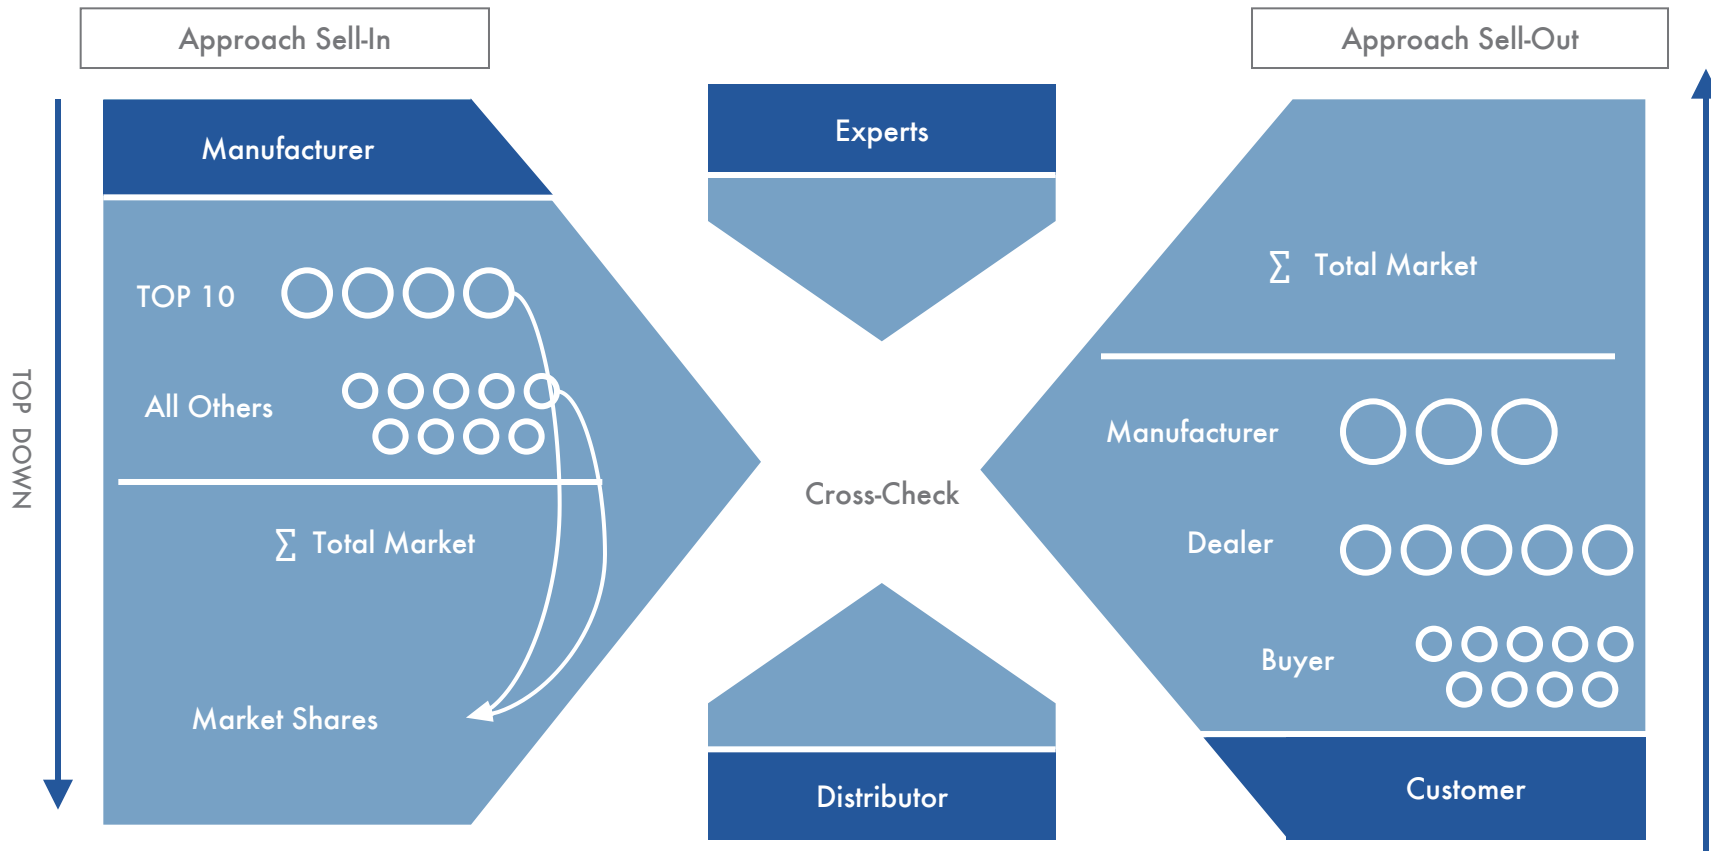 Approach Sell-In
Approach Sell-Out
Manufacturer
TOP 10
All Others
∑ Total Market
Market Shares
TOP DOWN
Experts
Cross-Check
Distributor
∑ Total Market
Manufacturer
Dealer
Buyer
Customer